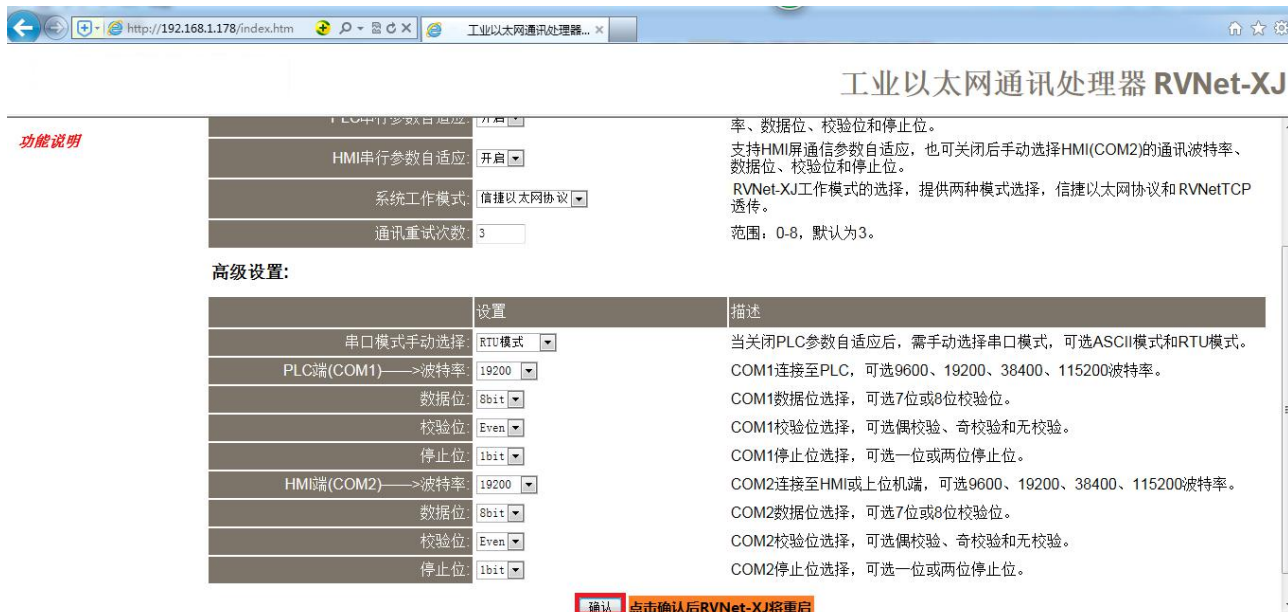 http://192.168.1.178/index.htm
工业以太网通讯处理器...
工业以太网通讯处理器 RVNet-XJ
功能说明
PLC串行参数自适应: 开启 率、数据位、校验位和停止位。
HMI串行参数自适应: 开启 支持HMI屏通信参数自适应，也可关闭后手动选择HMI(COM2)的通讯波特率、
数据位、校验位和停止位。
系统工作模式: 信捷以太网协议 RVNet-XJ工作模式的选择，提供两种模式选择，信捷以太网协议和RVNetTCP
透传。
通讯重试次数: 3 范围：0-8，默认为3。
高级设置:
设置 描述
串口模式手动选择: RTU模式 当关闭PLC参数自适应后，需手动选择串口模式，可选ASCII模式和RTU模式。
PLC端(COM1)——>波特率: 19200 COM1连接至PLC，可选9600、19200、38400、115200波特率。
数据位: 8bit COM1数据位选择，可选7位或8位校验位。
校验位: Even COM1校验位选择，可选偶校验、奇校验和无校验。
停止位: 1bit COM1停止位选择，可选一位或两位停止位。
HMI端(COM2)——>波特率: 19200 COM2连接至HMI或上位机端，可选9600、19200、38400、115200波特率。
数据位: 8bit COM2数据位选择，可选7位或8位校验位。
校验位: Even COM2校验位选择，可选偶校验、奇校验和无校验。
停止位: 1bit COM2停止位选择，可选一位或两位停止位。
确认 点击确认后RVNet-XJ将重启